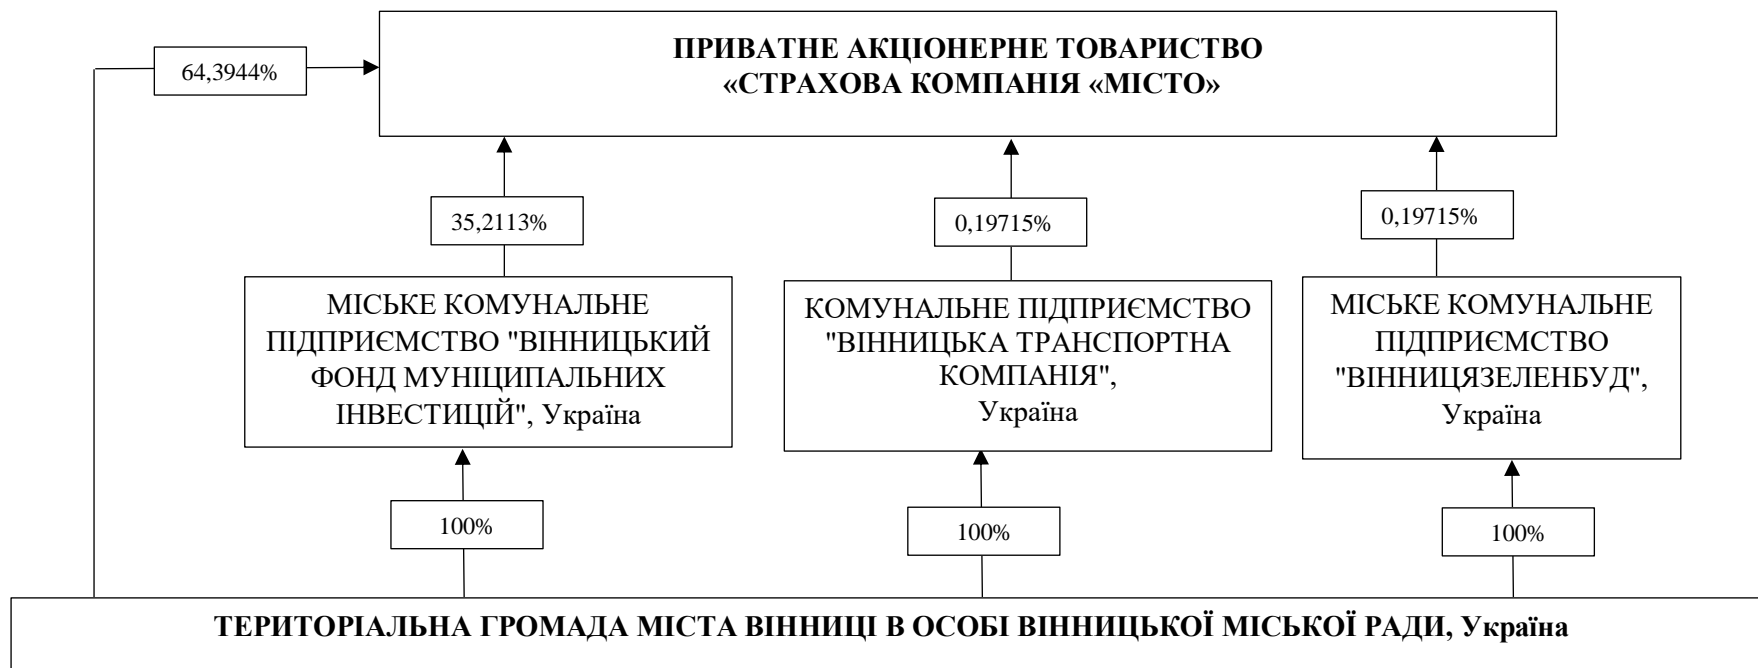 ПРИВАТНЕ АКЦІОНЕРНЕ ТОВАРИСТВО
«СТРАХОВА КОМПАНІЯ «МІСТО»
64,3944%
35,2113%
0,19715%
0,19715%
МІСЬКЕ КОМУНАЛЬНЕ
ПІДПРИЄМСТВО "ВІННИЦЬКИЙ
ФОНД МУНІЦИПАЛЬНИХ
ІНВЕСТИЦІЙ", Україна
КОМУНАЛЬНЕ ПІДПРИЄМСТВО
"ВІННИЦЬКА ТРАНСПОРТНА
КОМПАНІЯ",
Україна
МІСЬКЕ КОМУНАЛЬНЕ
ПІДПРИЄМСТВО
"ВІННИЦЯЗЕЛЕНБУД",
Україна
100%
100%
100%
ТЕРИТОРІАЛЬНА ГРОМАДА МІСТА ВІННИЦІ В ОСОБІ ВІННИЦЬКОЇ МІСЬКОЇ РАДИ, Україна